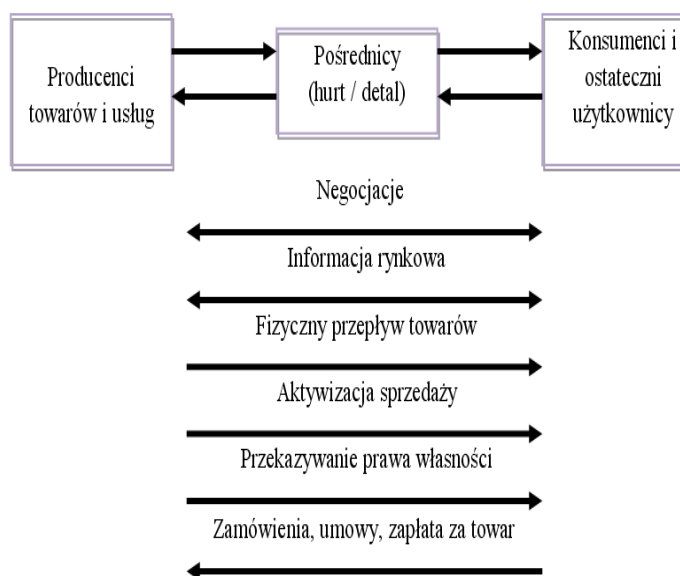 Producenci
towarów i usług
Pośrednicy
(hurt / detal)
Konsumenci i
ostateczni
użytkownicy
Negocjacje
Informacja rynkowa
Fizyczny przepływ towarów
Aktywizacja sprzedaży
Przekazywanie prawa własności
Zamówienia, umowy, zapłata za towar